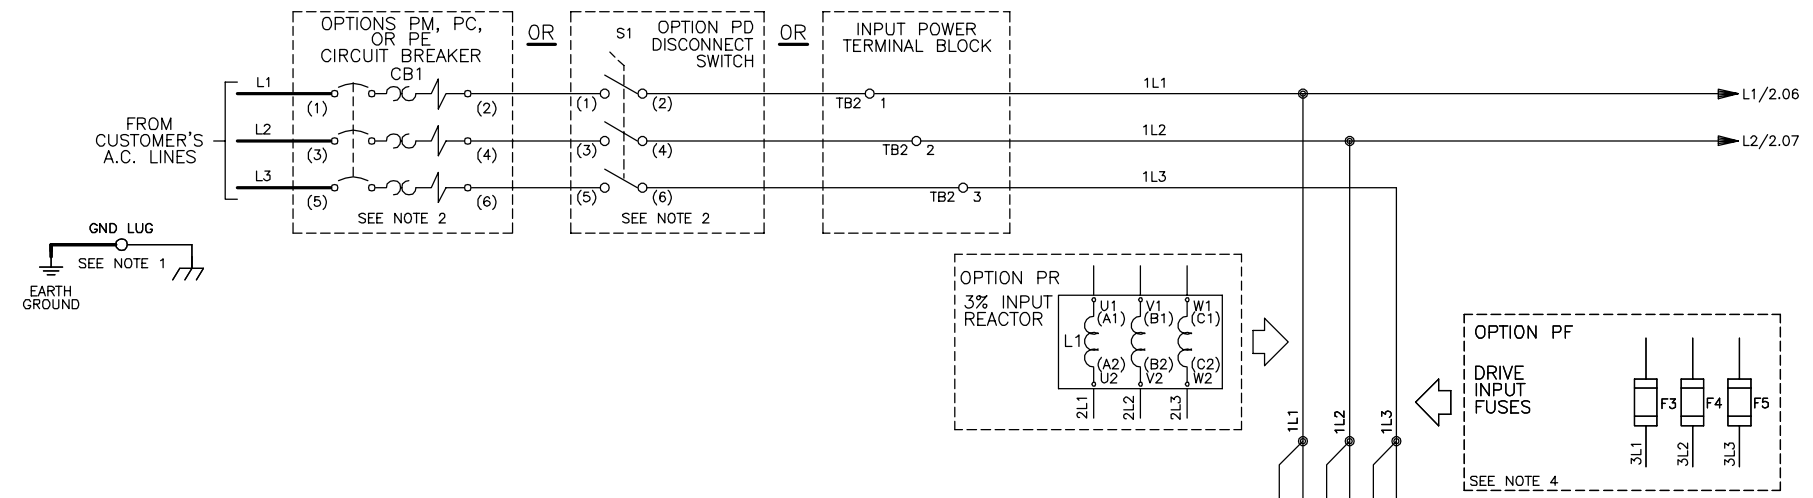 OPTIONS PM, PC,
OR PE
CIRCUIT BREAKER
CB1
OR
S1
OPTION PD
DISCONNECT
SWITCH
OR
INPUT POWER
TERMINAL BLOCK
FROM
CUSTOMER'S
A.C. LINES
L1
(1)
(2)
(1)
(2)
TB2 1
1L1
L1/2.06
L2
(3)
(4)
(3)
(4)
TB2 2
1L2
L2/2.07
L3
(5)
(6)
(5)
(6)
TB2 3
1L3
SEE NOTE 2
SEE NOTE 2
GND LUG
SEE NOTE 1
EARTH
GROUND
OPTION PR
3% INPUT
REACTOR
L1
U1
(A1)
V1
(B1)
W1
(C1)
(A2)
U2
(B2)
V2
(C2)
W2
2L1
2L2
2L3
1L1
1L2
1L3
OPTION PF
DRIVE
INPUT
FUSES
F3
F4
F5
3L1
3L2
3L3
SEE NOTE 4